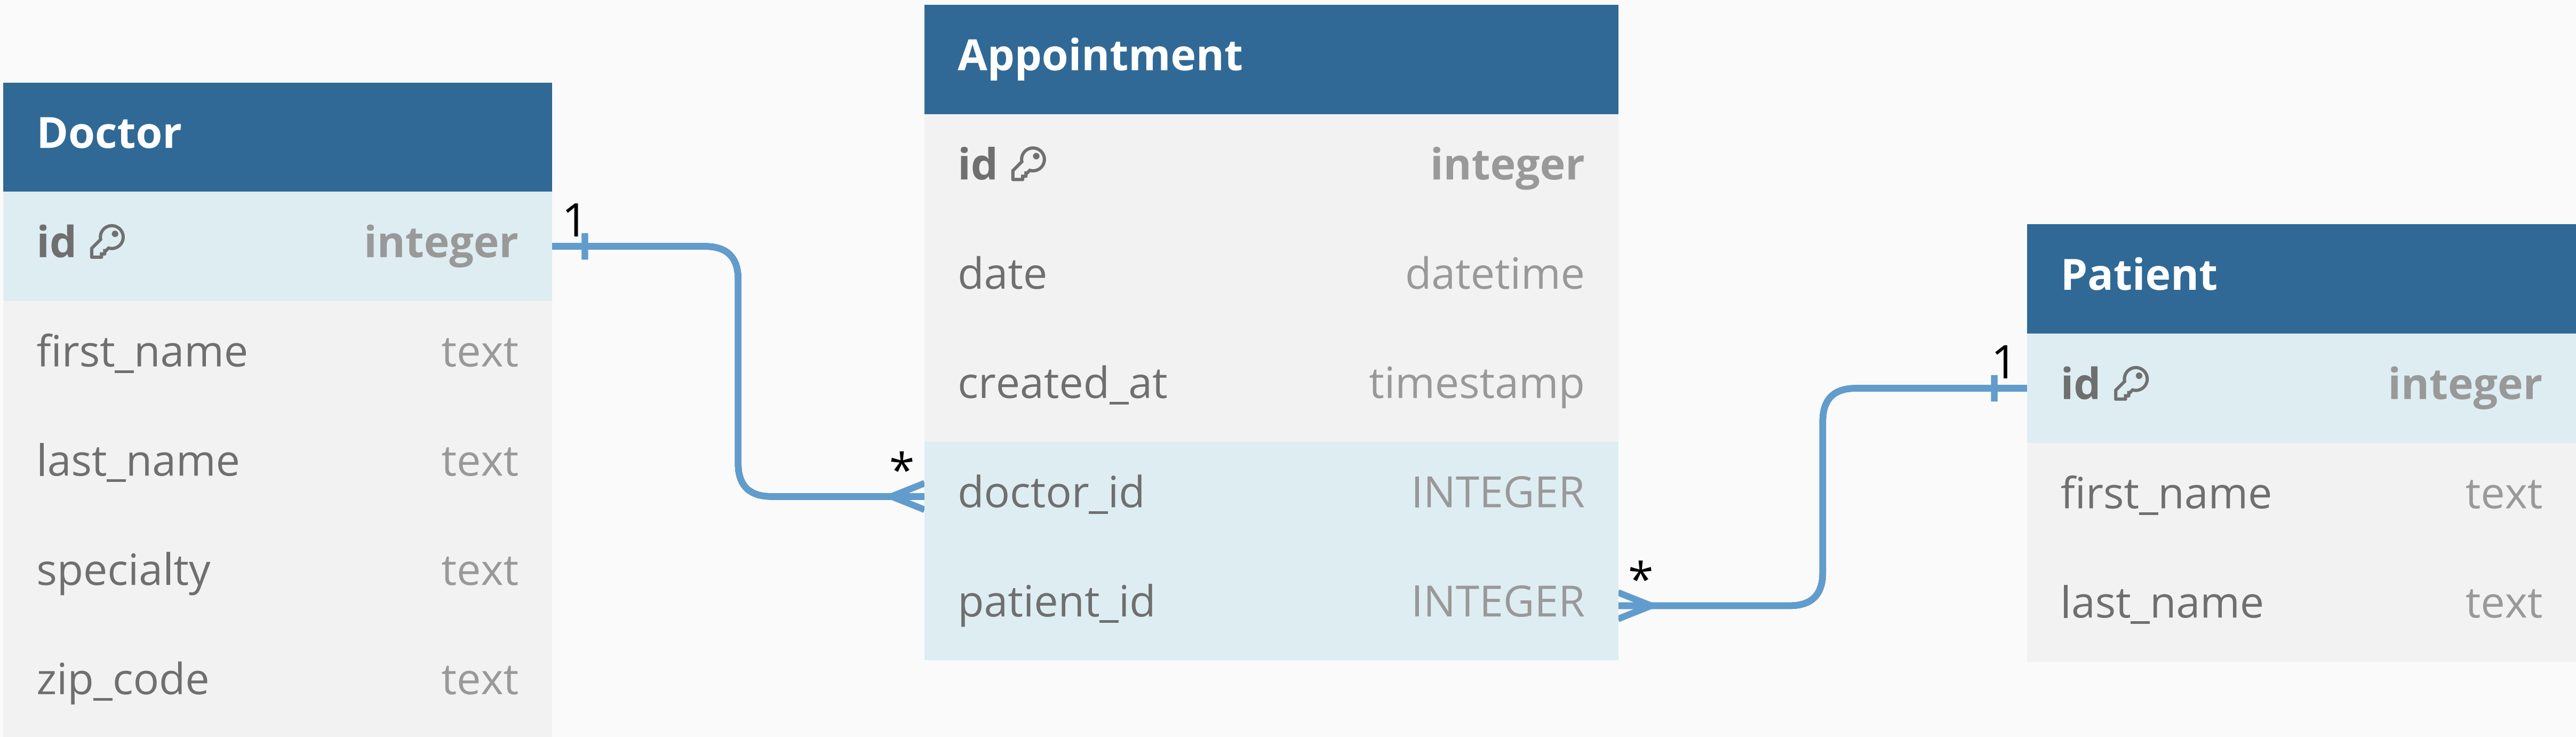 Doctor
id integer
first_name text
last_name text
specialty text
zip_code text
1
*
Appointment
id integer
date datetime
created_at timestamp
doctor_id INTEGER
patient_id INTEGER
*
1
Patient
id integer
first_name text
last_name text